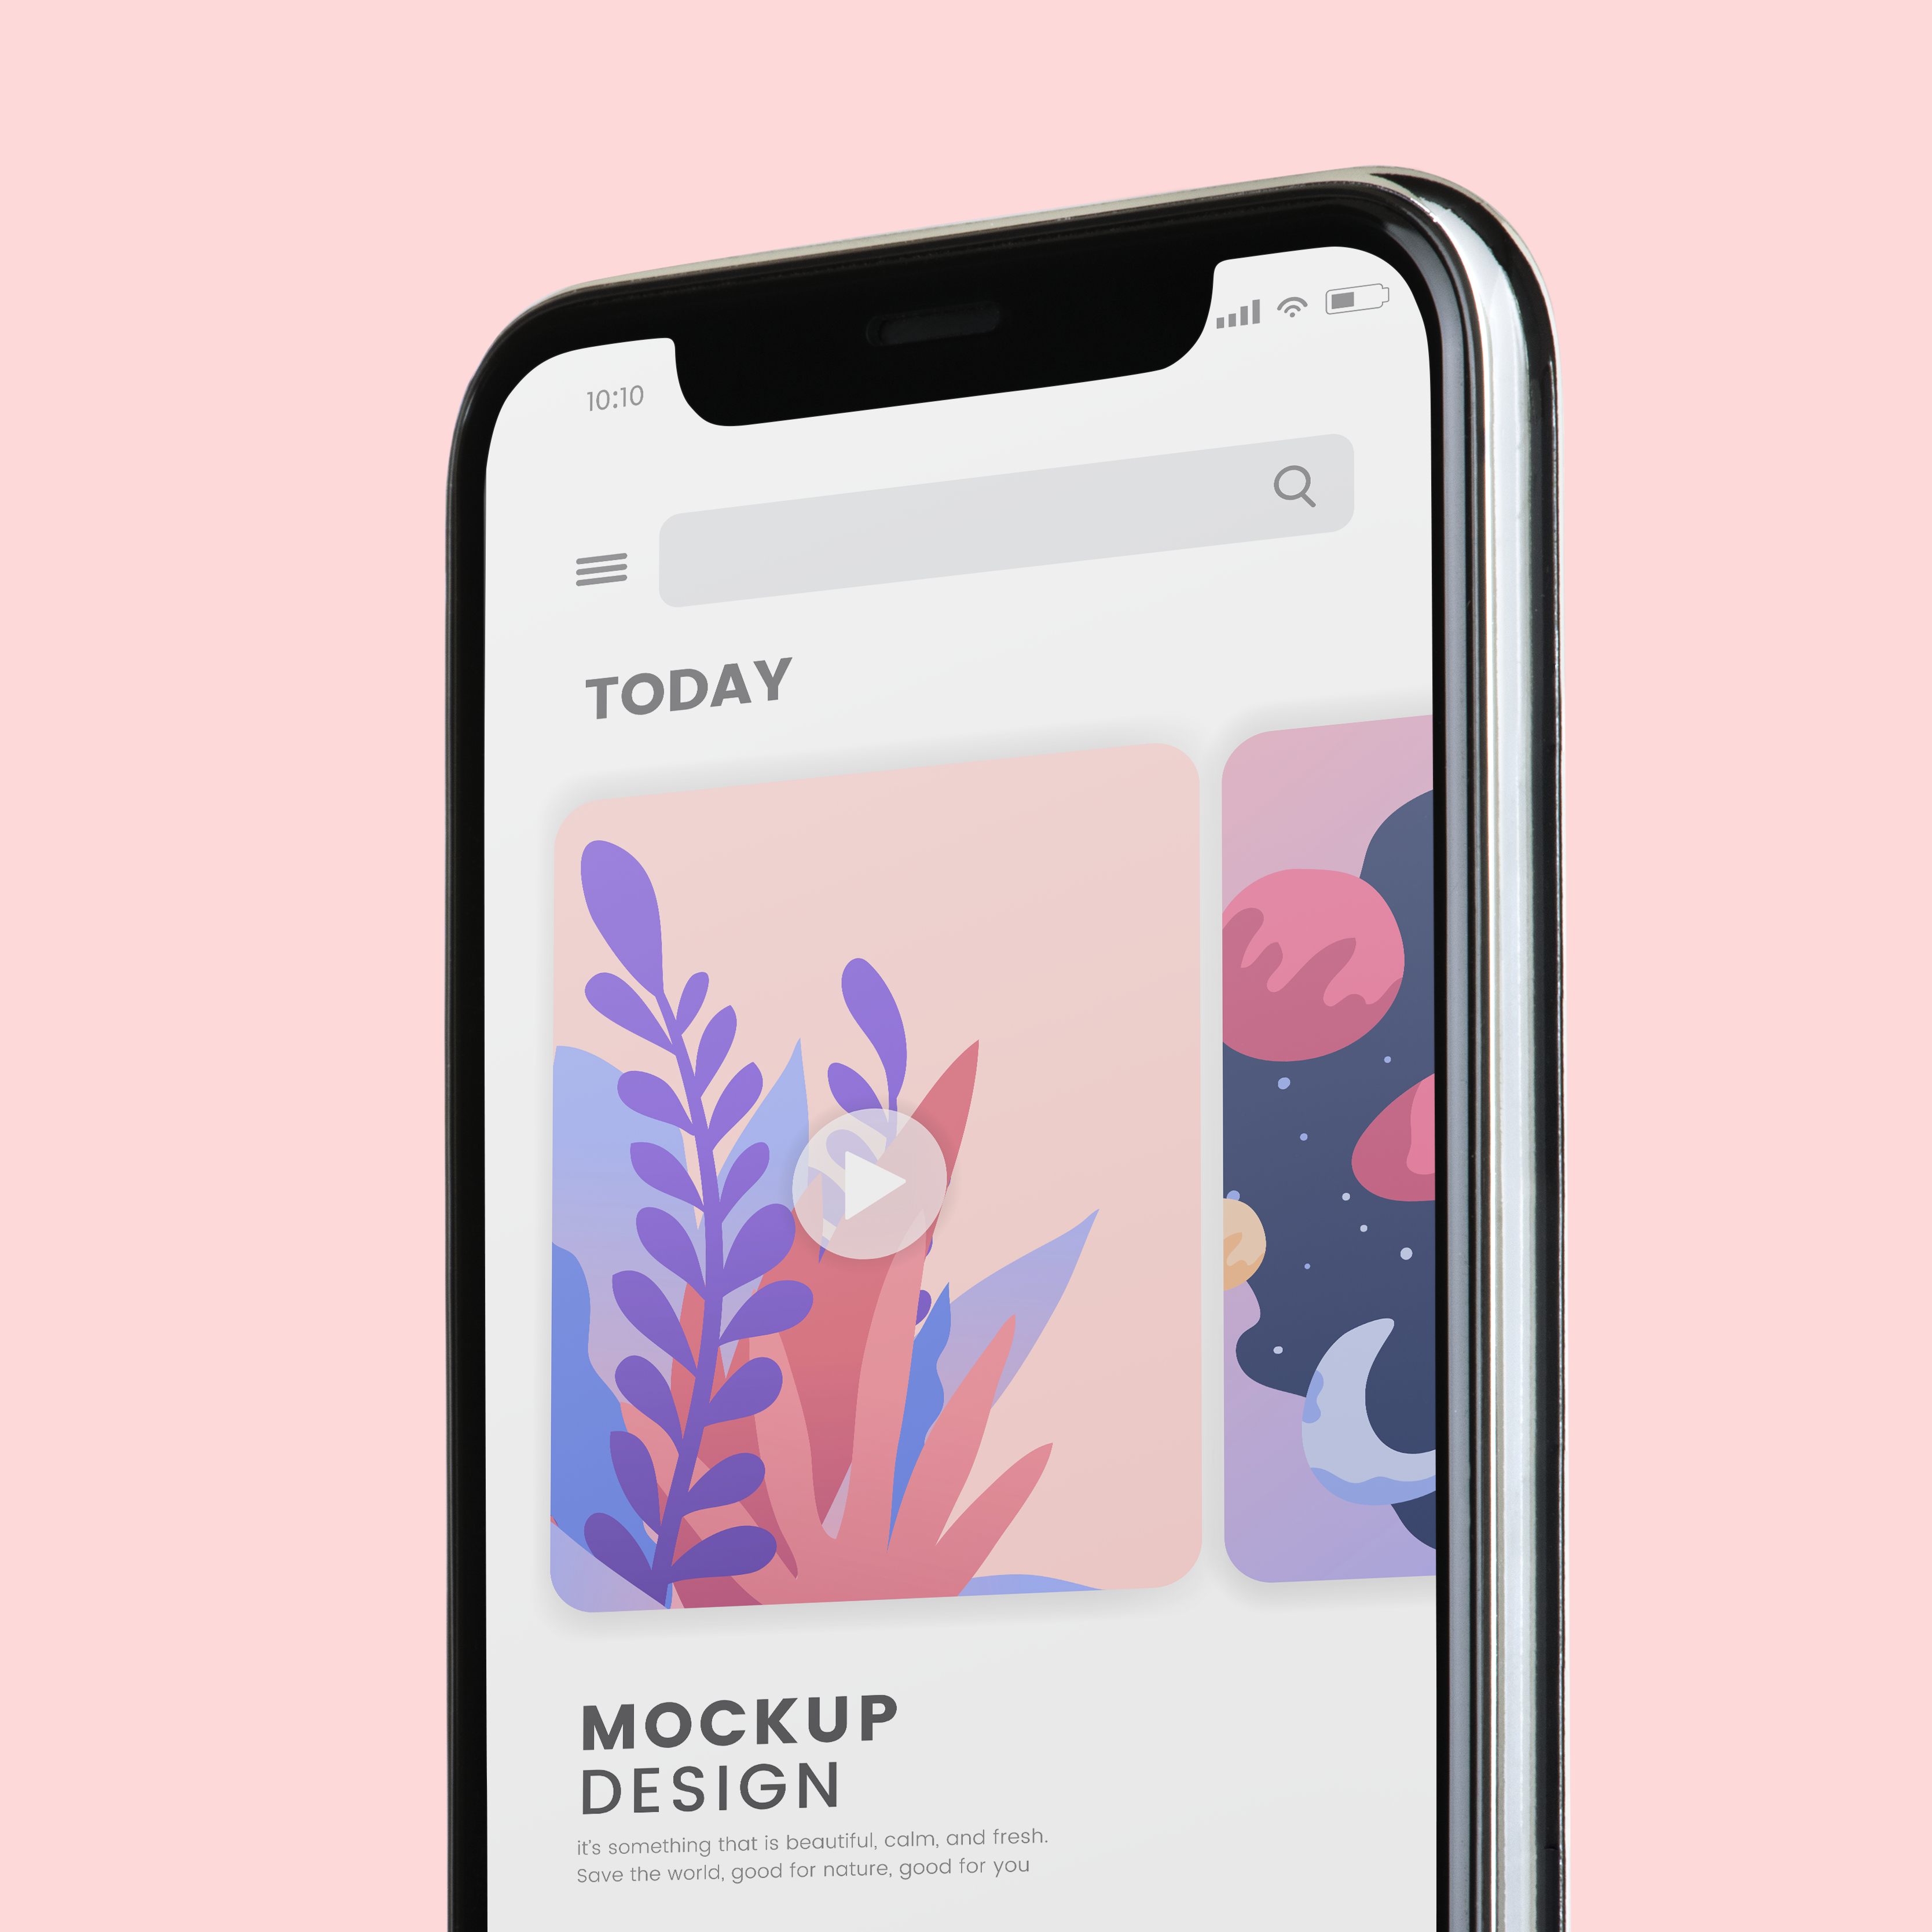 10:10
TODAY
MOCKUP
DESIGN
it's something that is beautiful, calm, and fresh.
Save the world, good for nature, good for you